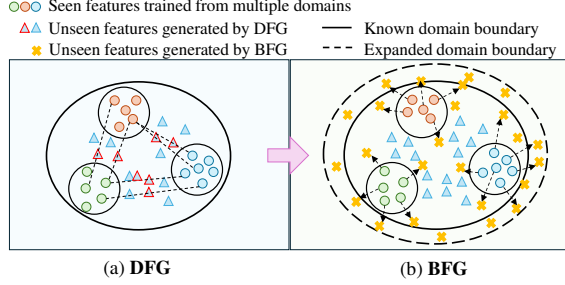 Seen features trained from multiple domains
Unseen features generated by DFG
Known domain boundary
Unseen features generated by BFG
Expanded domain boundary
(a) DFG
(b) BFG